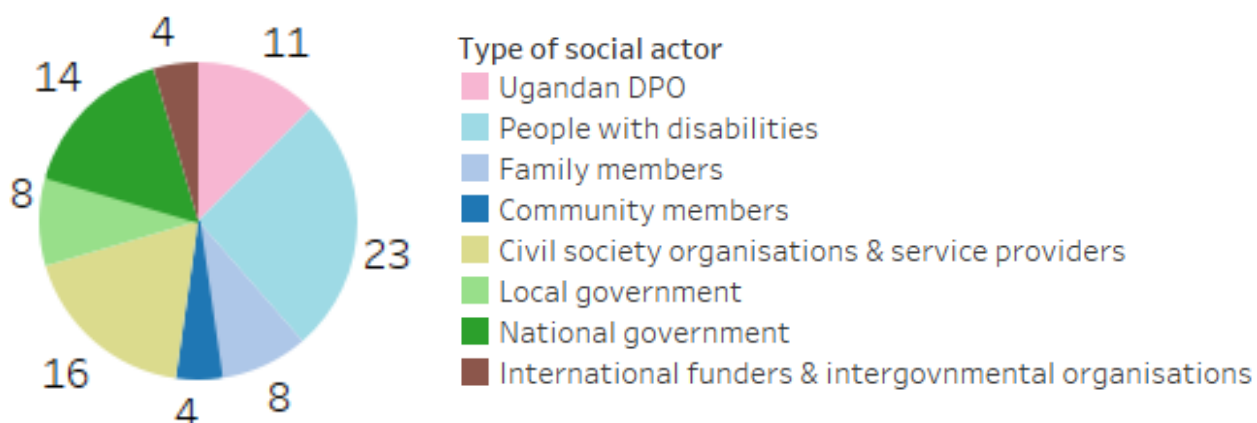 4
11
14
8
23
16
4
8
Type of social actor
Ugandan DPO
People with disabilities
Family members
Community members
Civil society organisations & service providers
Local government
National government
International funders & intergovnmental organisations